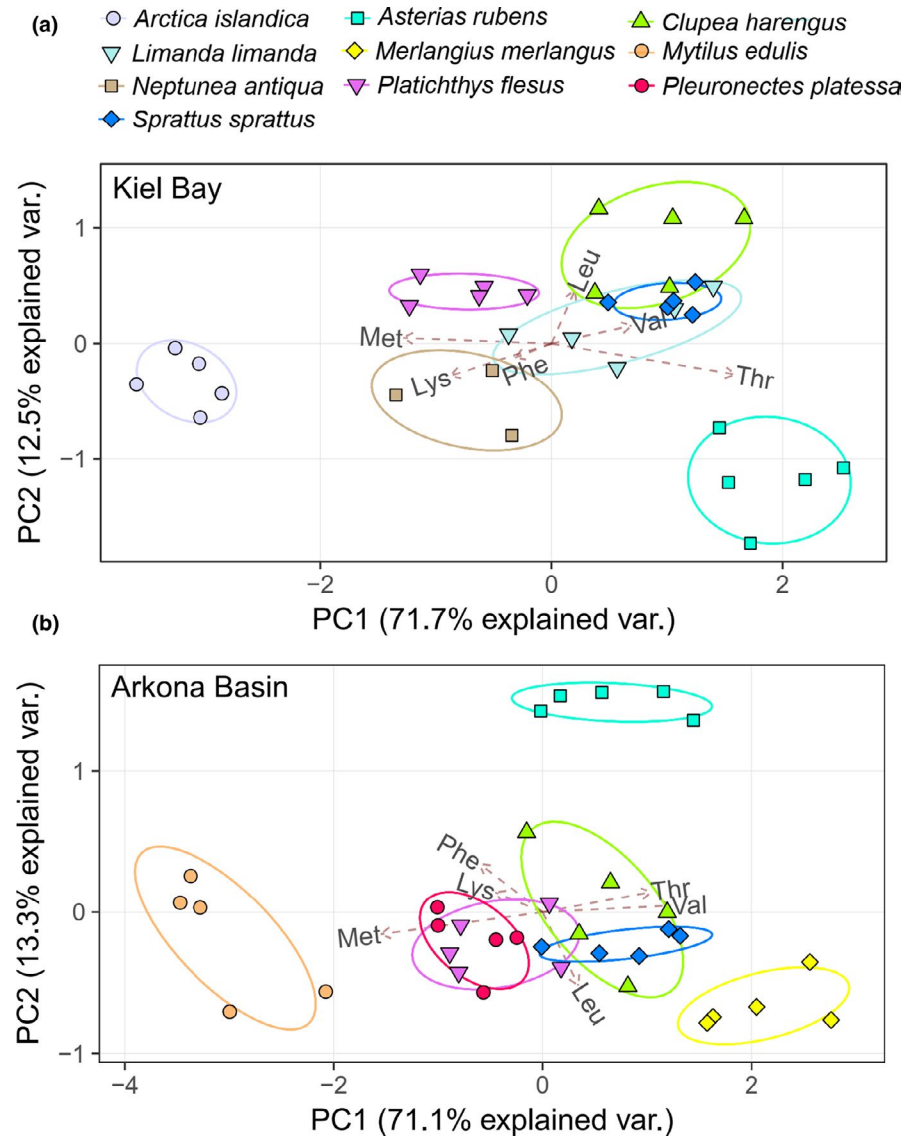 (a)
Arctica islandica
Asterias rubens
Clupea harengus
Limanda limanda
Merlangius merlangus
Mytilus edulis
Neptunea antiqua
Platichthys flesus
Pleuronectes platessa
Sprattus sprattus
Kiel Bay
PC2 (12.5% explained var.)
1
0
−1
Leu
Val
Met
Lys
Phe
Thr
−2
0
2
PC1 (71.7% explained var.)
(b)
Arkona Basin
PC2 (13.3% explained var.)
1
0
−1
Phe
Lys
Thr
Val
Met
Leu
−4
−2
0
2
PC1 (71.1% explained var.)